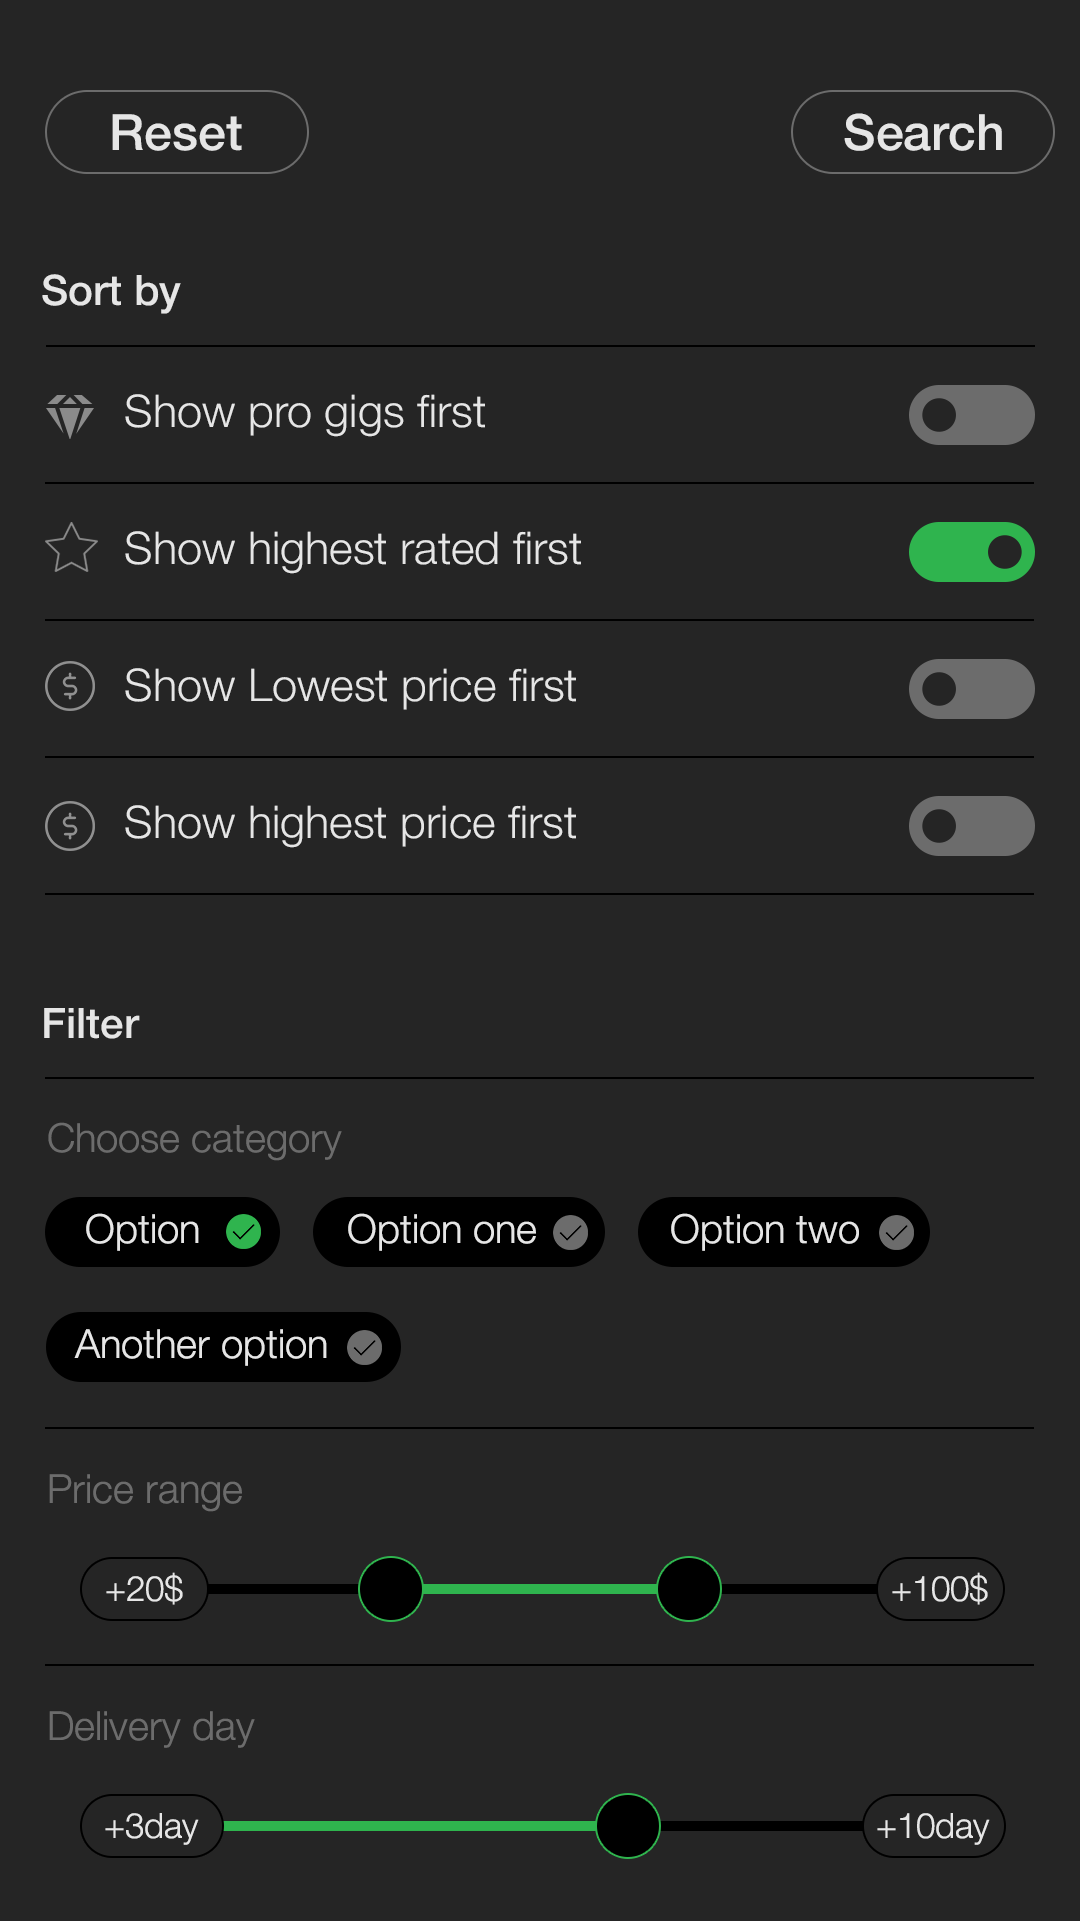 Reset Search
Sort by
Show pro gigs first
Show highest rated first
$ Show Lowest price first
$ Show highest price first
Filter
Choose category
Option Option one Option two
Another option
Price range
+20$ +100$
Delivery day
+3day +10day